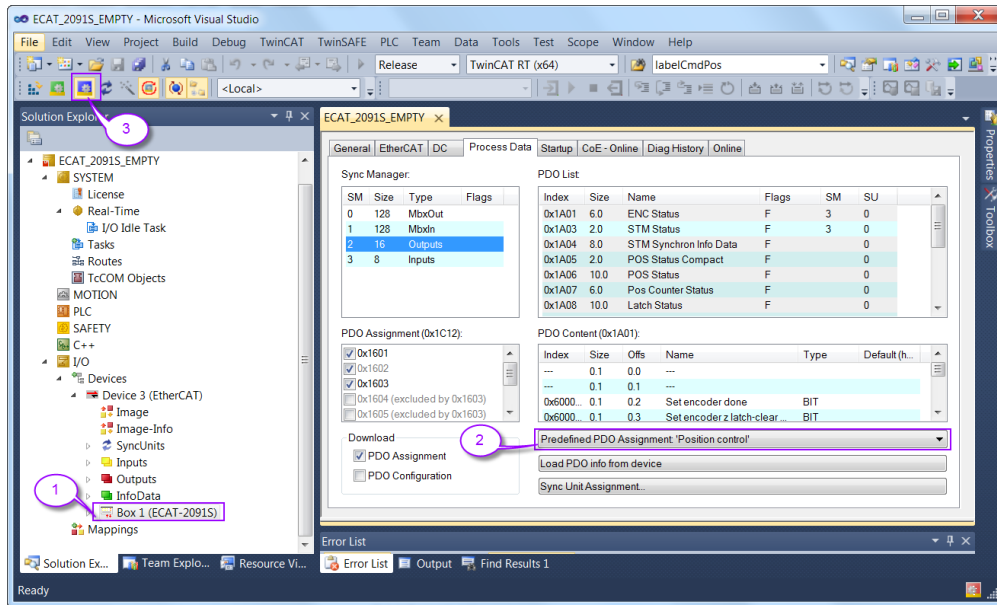 ECAT_2091S_EMPTY - Microsoft Visual Studio
File Edit View Project Build Debug TwinCAT TwinSAFE PLC Team Data Tools Test Scope Window Help
Release TwinCAT RT (x64) labelCmdPos
<Local>
3
Solution Explorer
ECAT_2091S_EMPTY
SYSTEM
License
Real-Time
I/O Idle Task
Tasks
Routes
TcCOM Objects
MOTION
PLC
SAFETY
C++
I/O
Devices
Device 3 (EtherCAT)
Image
Image-Info
SyncUnits
Inputs
Outputs
InfoData
1
Box 1 (ECAT-2091S)
Mappings
Solution Ex... Team Explo... Resource Vi...
ECAT_2091S_EMPTY
General EtherCAT DC Process Data Startup CoE - Online Diag History Online
Sync Manager:
SM Size Type Flags
0 128 MbxOut
1 128 MbxIn
2 16 Outputs
3 8 Inputs
PDO List:
Index Size Name Flags SM SU
0x1A01 6.0 ENC Status F 3 0
0x1A03 2.0 STM Status F 3 0
0x1A04 8.0 STM Synchron Info Data F 0
0x1A05 2.0 POS Status Compact F 0
0x1A06 10.0 POS Status F 0
0x1A07 6.0 Pos Counter Status F 0
0x1A08 10.0 Latch Status F 0
PDO Assignment (0x1C12):
0x1601
0x1602
0x1603
0x1604 (excluded by 0x1603)
0x1605 (excluded by 0x1603)
PDO Content (0x1A01):
Index Size Offs Name Type Default (h...
--- 0.1 0.0 ---
--- 0.1 0.1 ---
0x6000... 0.1 0.2 Set encoder done BIT
0x6000... 0.1 0.3 Set encoder z latch-clear ... BIT
Download
PDO Assignment
PDO Configuration
2
Predefined PDO Assignment: 'Position control'
Load PDO info from device
Sync Unit Assignment...
Error List
Error List Output Find Results 1
Properties
Toolbox
Ready